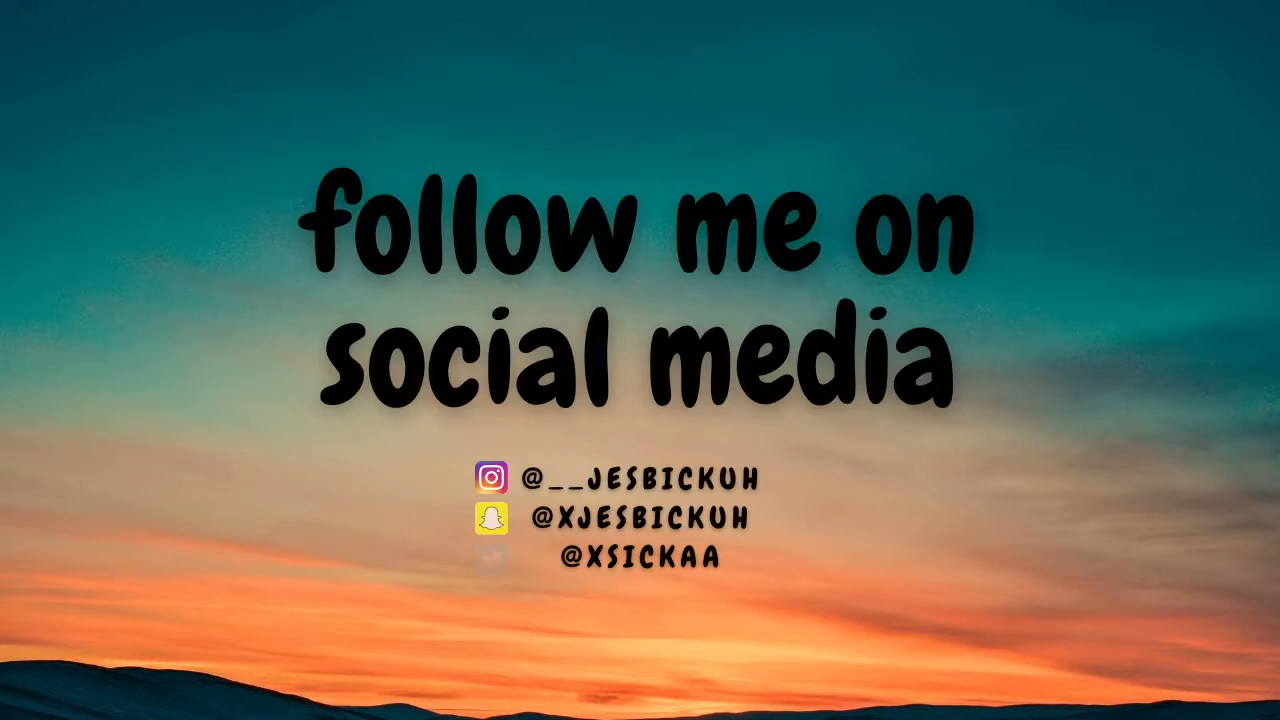 follow me on
social media
@__JESBICKUH
@XJESBICKUH
@XSICKAA